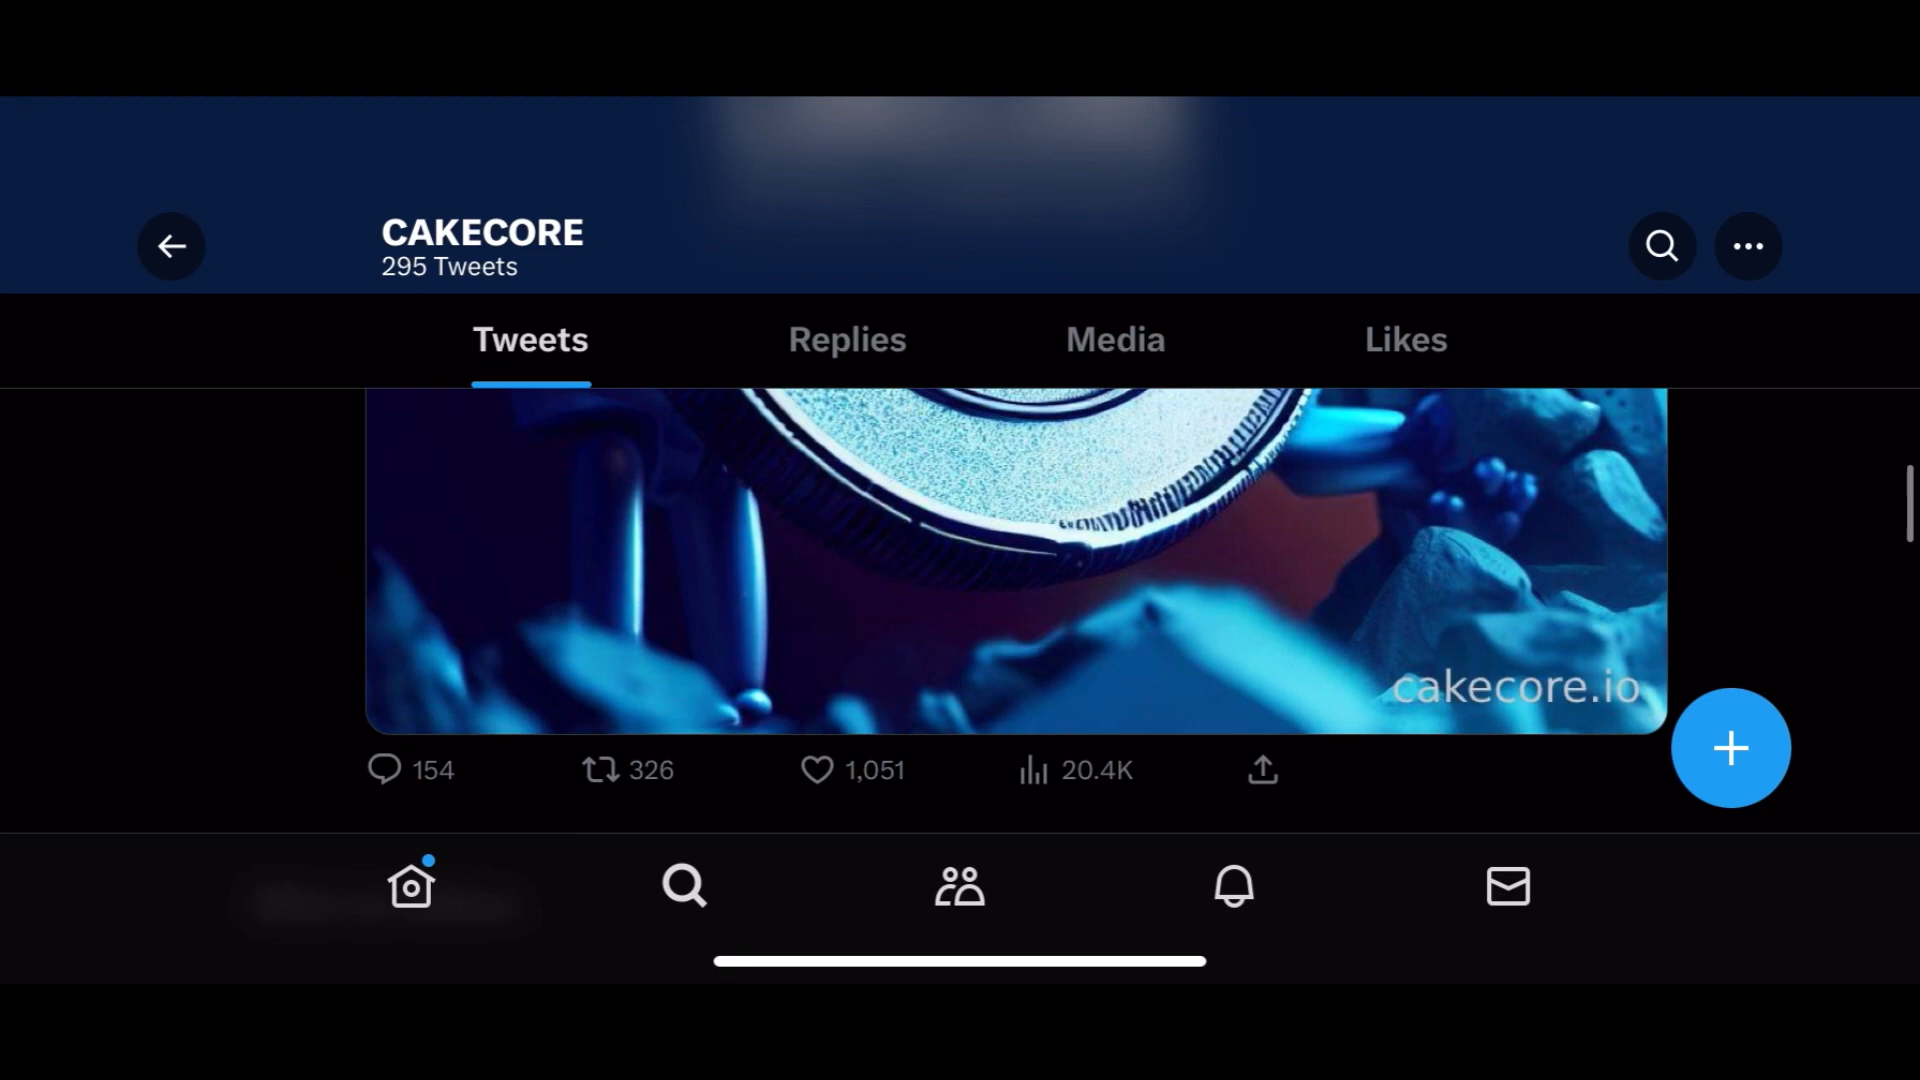 CAKECORE
295 Tweets
Tweets
Replies
Media
Likes
cakecore.io
154
326
1,051
20.4K